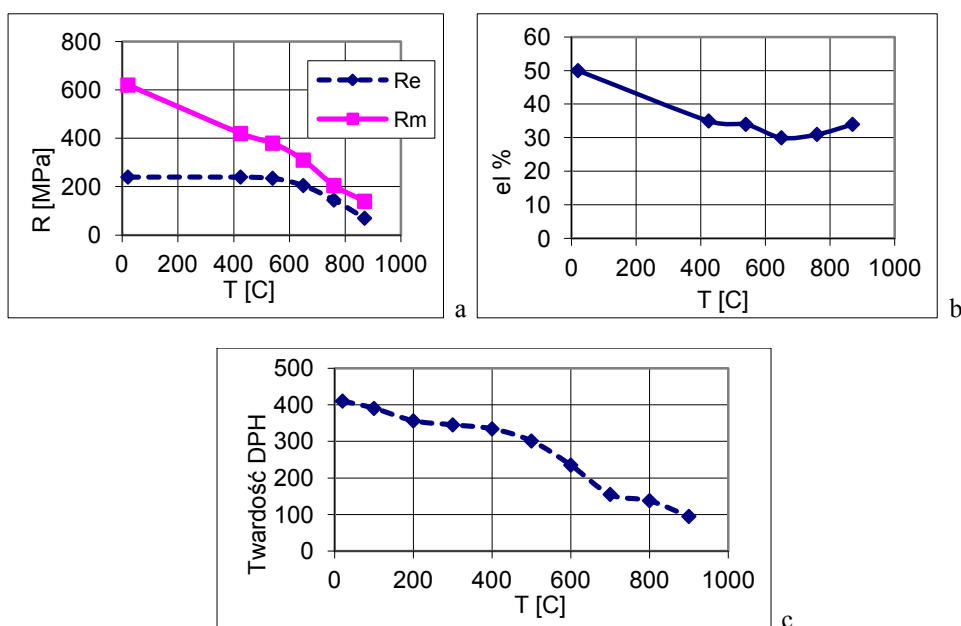 800
600
400
200
0
R [MPa]
0 200 400 600 800 1000
T [C]
Re
Rm
a
60
50
40
30
20
10
0
el %
0 200 400 600 800 1000
T [C]
b
500
400
300
200
100
0
Twardość DPH
0 200 400 600 800 1000
T [C]
c